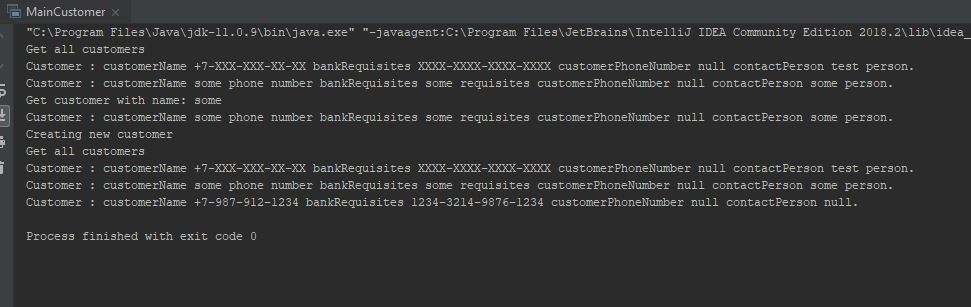 MainCustomer
"C:\Program Files\Java\jdk-11.0.9\bin\java.exe" "-javaagent:C:\Program Files\JetBrains\IntelliJ IDEA Community Edition 2018.2\lib\idea_
Get all customers
Customer : customerName +7-XXX-XXX-XX-XX bankRequisites XXXX-XXXX-XXXX-XXXX customerPhoneNumber null contactPerson test person.
Customer : customerName some phone number bankRequisites some requisites customerPhoneNumber null contactPerson some person.
Get customer with name: some
Customer : customerName some phone number bankRequisites some requisites customerPhoneNumber null contactPerson some person.
Creating new customer
Get all customers
Customer : customerName +7-XXX-XXX-XX-XX bankRequisites XXXX-XXXX-XXXX-XXXX customerPhoneNumber null contactPerson test person.
Customer : customerName some phone number bankRequisites some requisites customerPhoneNumber null contactPerson some person.
Customer : customerName +7-987-912-1234 bankRequisites 1234-3214-9876-1234 customerPhoneNumber null contactPerson null.
Process finished with exit code 0